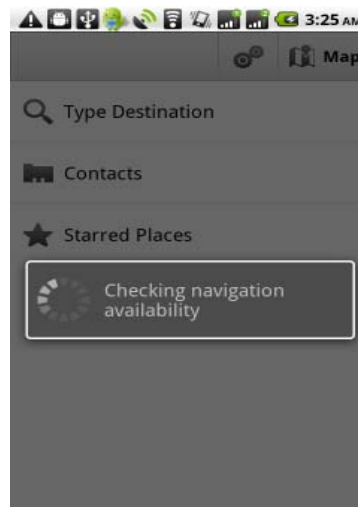 3:25 AM
Map
Type Destination
Contacts
Starred Places
Checking navigation
availability